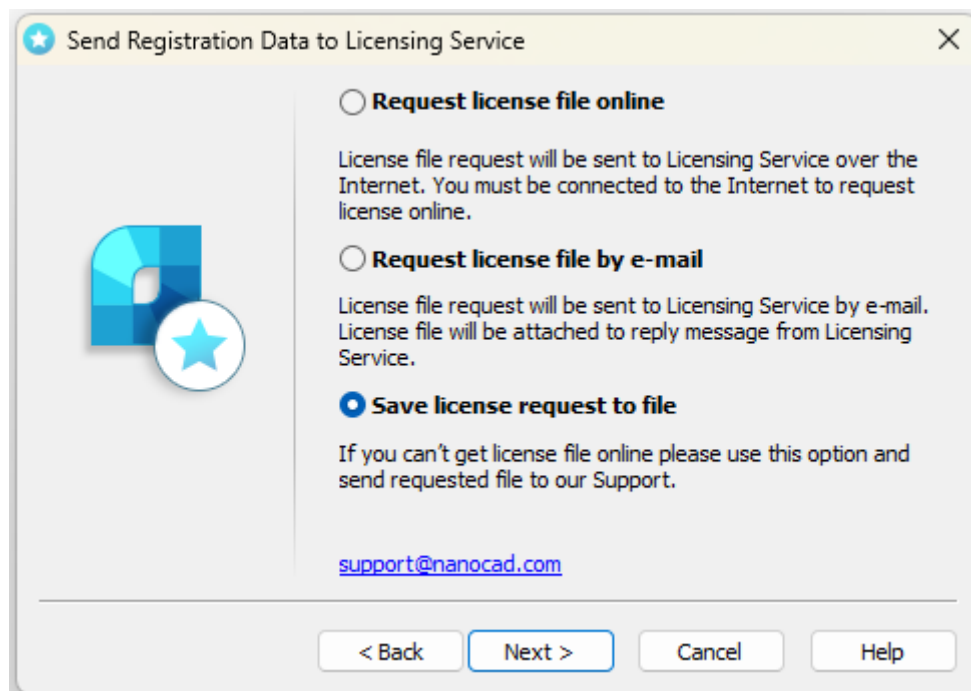 Send Registration Data to Licensing Service
Request license file online
License file request will be sent to Licensing Service over the
Internet. You must be connected to the Internet to request
license online.
Request license file by e-mail
License file request will be sent to Licensing Service by e-mail.
License file will be attached to reply message from Licensing
Service.
Save license request to file
If you can’t get license file online please use this option and
send requested file to our Support.
support@nanocad.com
< Back
Next >
Cancel
Help